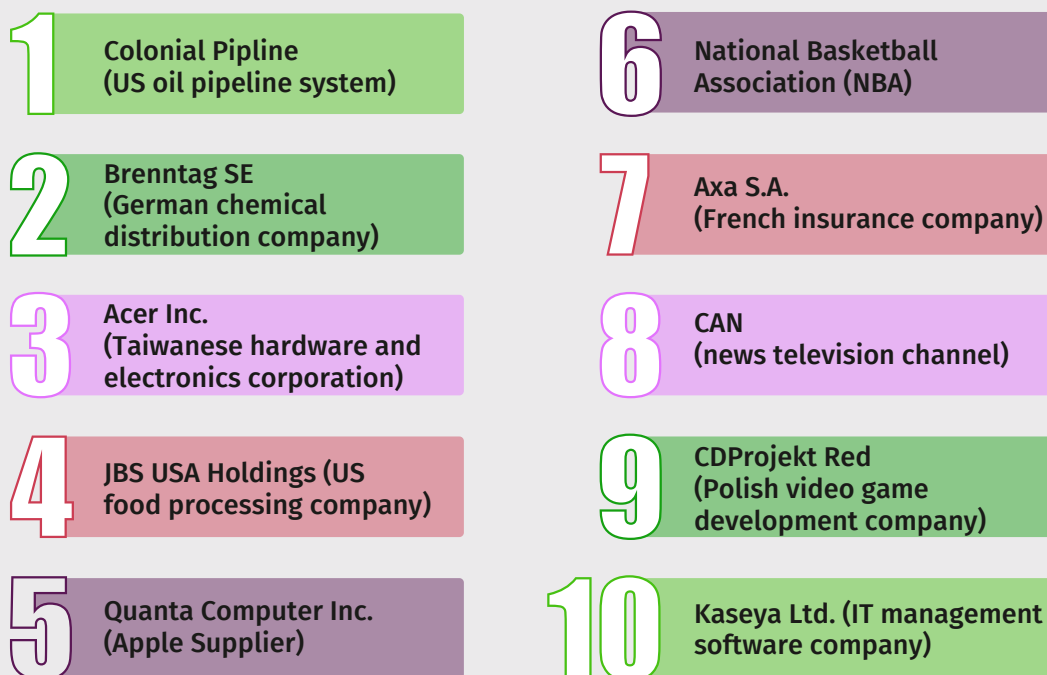 1
Colonial Pipline
(US oil pipeline system)
2
Brenntag SE
(German chemical
distribution company)
3
Acer Inc.
(Taiwanese hardware and
electronics corporation)
4
JBS USA Holdings (US
food processing company)
5
Quanta Computer Inc.
(Apple Supplier)
6
National Basketball
Association (NBA)
7
Axa S.A.
(French insurance company)
8
CAN
(news television channel)
9
CDProjekt Red
(Polish video game
development company)
10
Kaseya Ltd. (IT management
software company)